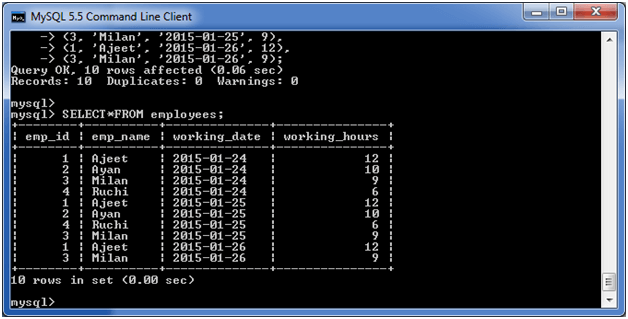 MySQL 5.5 Command Line Client
-> (3, 'Milan', '2015-01-25', 9),
-> (1, 'Ajeet', '2015-01-26', 12),
-> (3, 'Milan', '2015-01-26', 9);
Query OK, 10 rows affected (0.06 sec)
Records: 10  Duplicates: 0  Warnings: 0
mysql>
mysql> SELECT*FROM employees;
+--------+----------+--------------+---------------+
| emp_id | emp_name | working_date | working_hours |
+--------+----------+--------------+---------------+
|      1 | Ajeet    | 2015-01-24   |            12 |
|      2 | Ayan     | 2015-01-24   |            10 |
|      3 | Milan    | 2015-01-24   |             9 |
|      4 | Ruchi    | 2015-01-24   |             6 |
|      1 | Ajeet    | 2015-01-25   |            12 |
|      2 | Ayan     | 2015-01-25   |            10 |
|      4 | Ruchi    | 2015-01-25   |             6 |
|      3 | Milan    | 2015-01-25   |             9 |
|      1 | Ajeet    | 2015-01-26   |            12 |
|      3 | Milan    | 2015-01-26   |             9 |
+--------+----------+--------------+---------------+
10 rows in set (0.00 sec)
mysql>